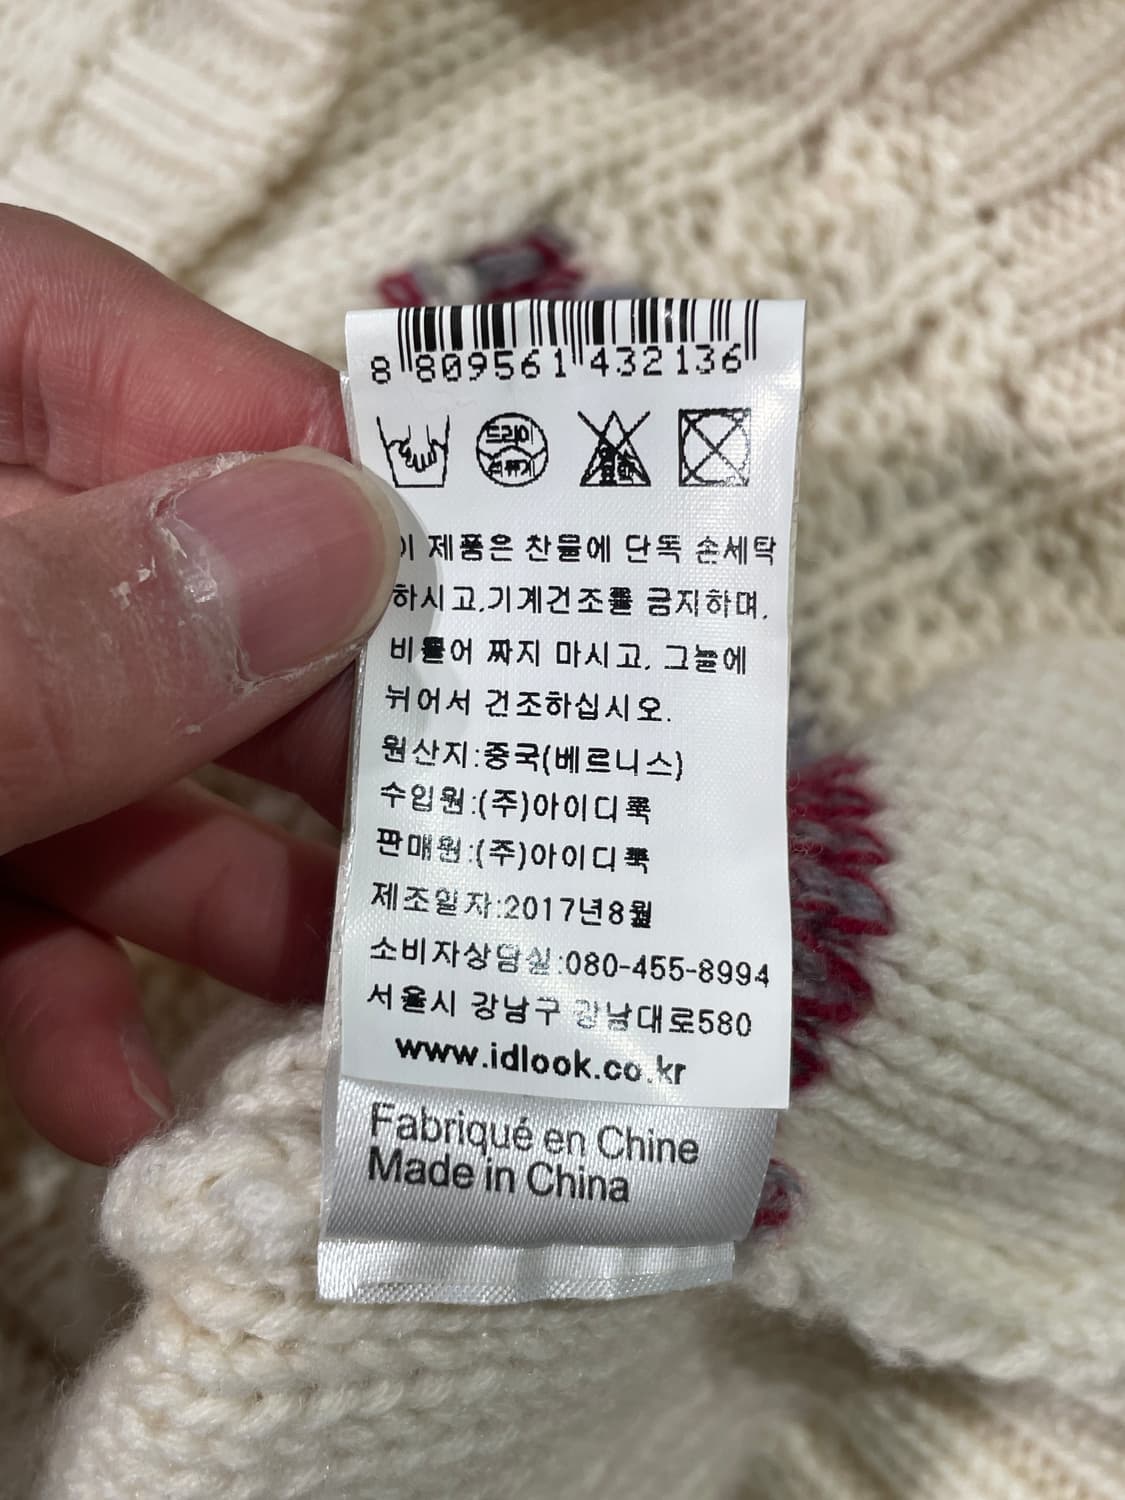 8 809561 432136
드라이
석유계
이 제품은 찬물에 단독 손세탁
하시고,기계건조를 금지하며,
비틀어 짜지 마시고, 그늘에
뉘어서 건조하십시오.
원산지:중국(베르니스)
수입원:(주)아이디룩
판매원:(주)아이디룩
제조일자:2017년8월
소비자상담실:080-455-8994
서울시 강남구 강남대로580
www.idlook.co.kr
Fabriqué en Chine
Made in China